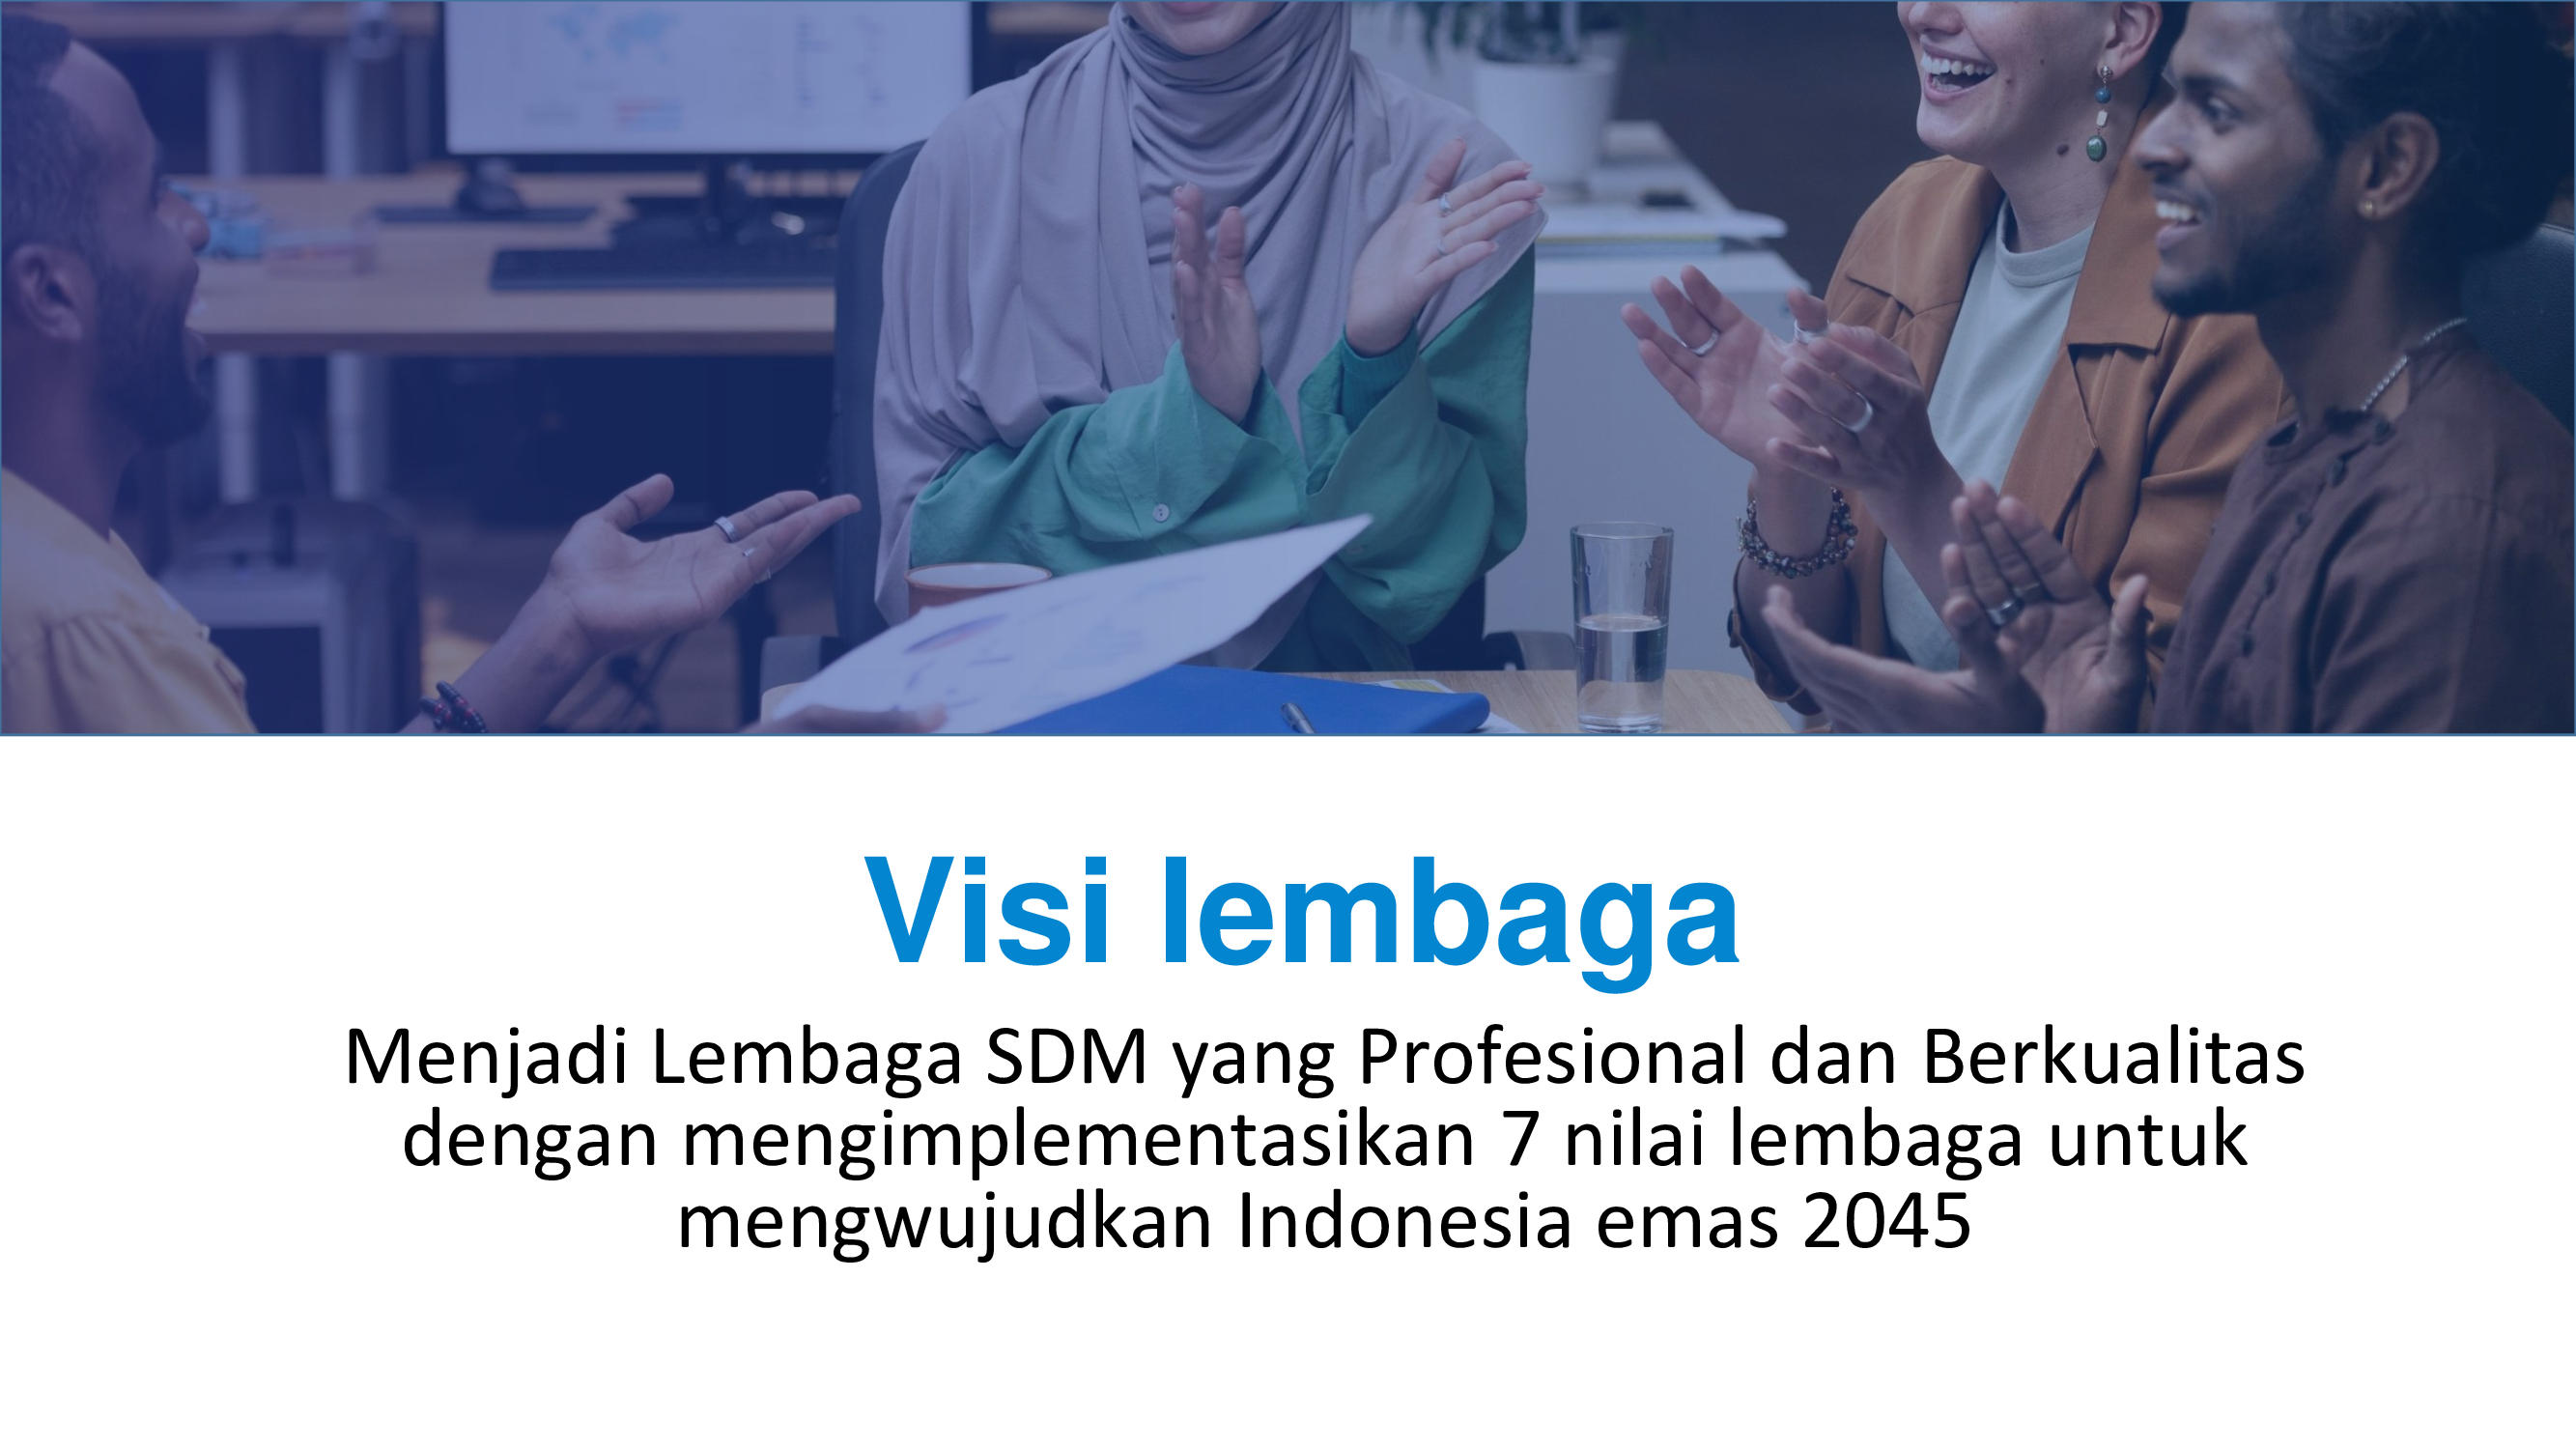 Visi lembaga
Menjadi Lembaga SDM yang Profesional dan Berkualitas
dengan mengimplementasikan 7 nilai lembaga untuk
mengwujudkan Indonesia emas 2045